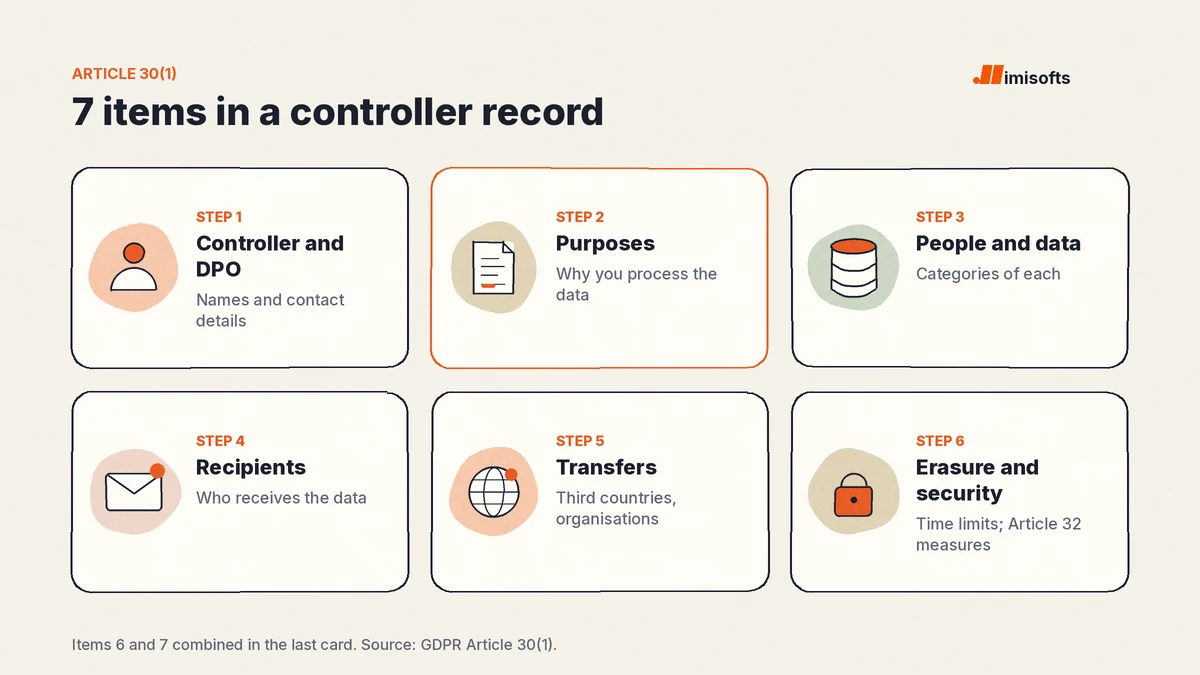 ARTICLE 30(1)
7 items in a controller record
imisofts
STEP 1
Controller and
DPO
Names and contact
details
STEP 2
Purposes
Why you process the
data
STEP 3
People and data
Categories of each
STEP 4
Recipients
Who receives the data
STEP 5
Transfers
Third countries,
organisations
STEP 6
Erasure and
security
Time limits; Article 32
measures
Items 6 and 7 combined in the last card. Source: GDPR Article 30(1).